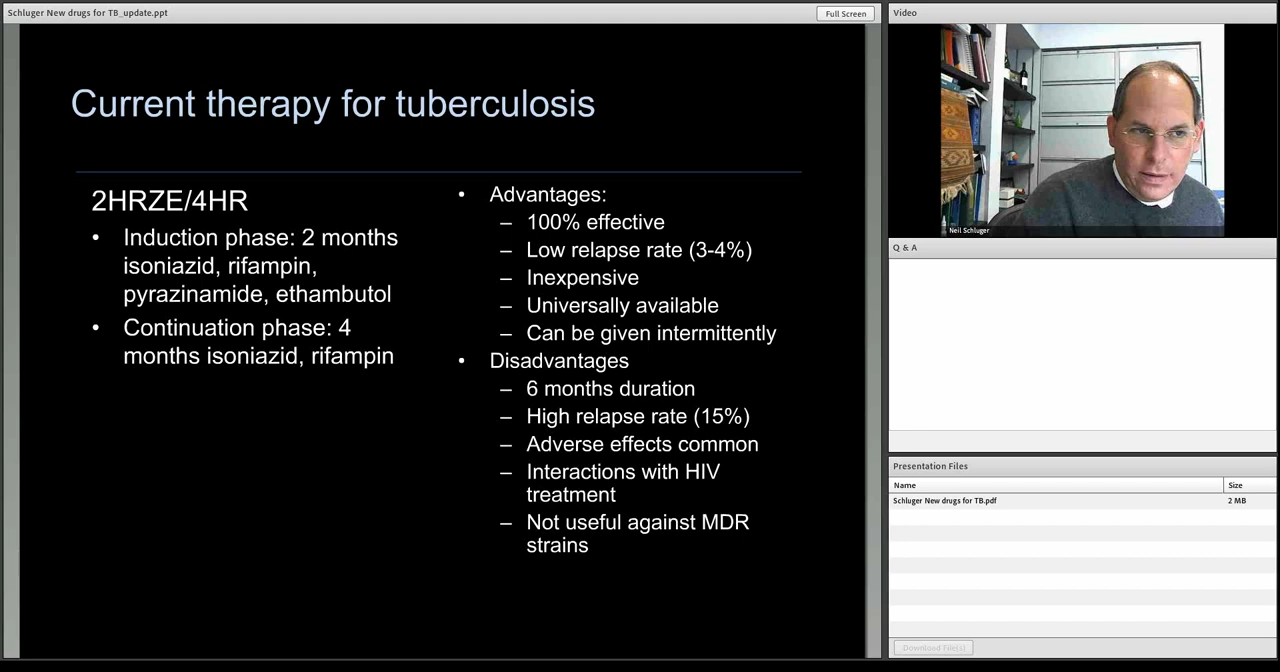 Schluger New drugs for TB_update.ppt
Full Screen
Current therapy for tuberculosis
2HRZE/4HR
• Induction phase: 2 months
isoniazid, rifampin,
pyrazinamide, ethambutol
• Continuation phase: 4
months isoniazid, rifampin
• Advantages:
– 100% effective
– Low relapse rate (3-4%)
– Inexpensive
– Universally available
– Can be given intermittently
• Disadvantages
– 6 months duration
– High relapse rate (15%)
– Adverse effects common
– Interactions with HIV
treatment
– Not useful against MDR
strains
Video
Neil Schluger
Q & A
Presentation Files
Name Size
Schluger New drugs for TB.pdf 2 MB
Download File(s)